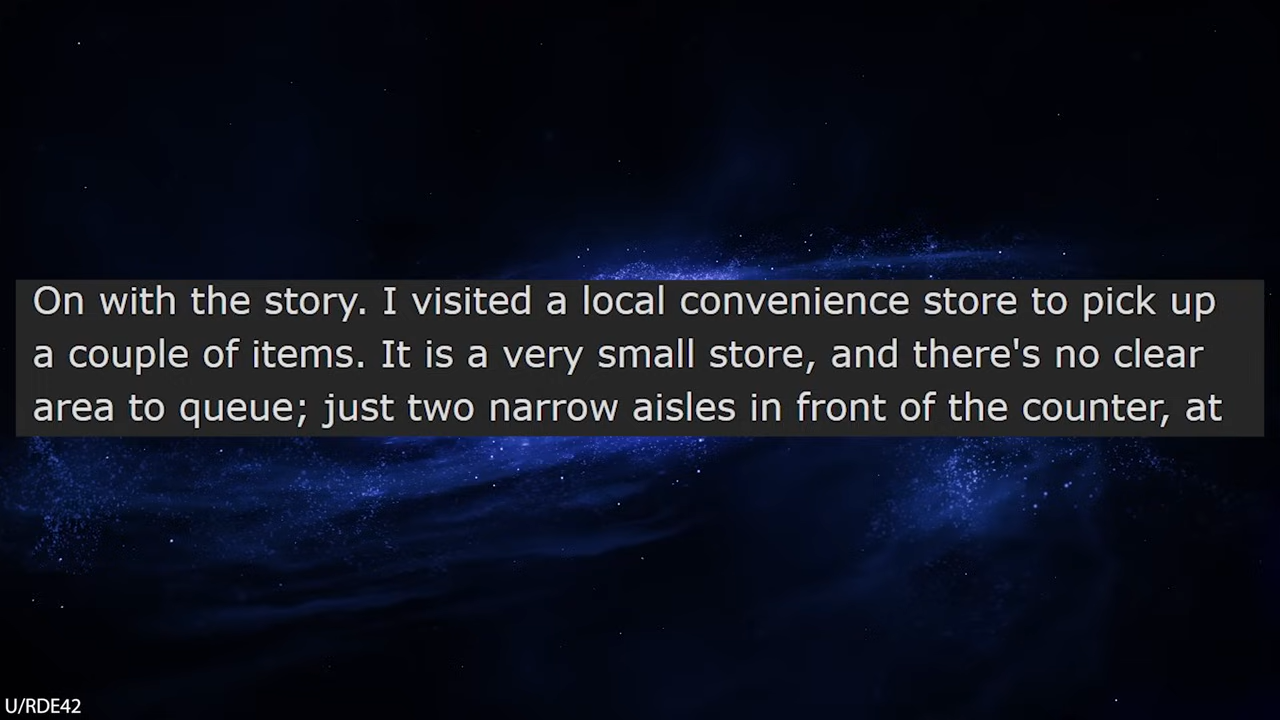 On with the story. I visited a local convenience store to pick up
a couple of items. It is a very small store, and there's no clear
area to queue; just two narrow aisles in front of the counter, at
U/RDE42